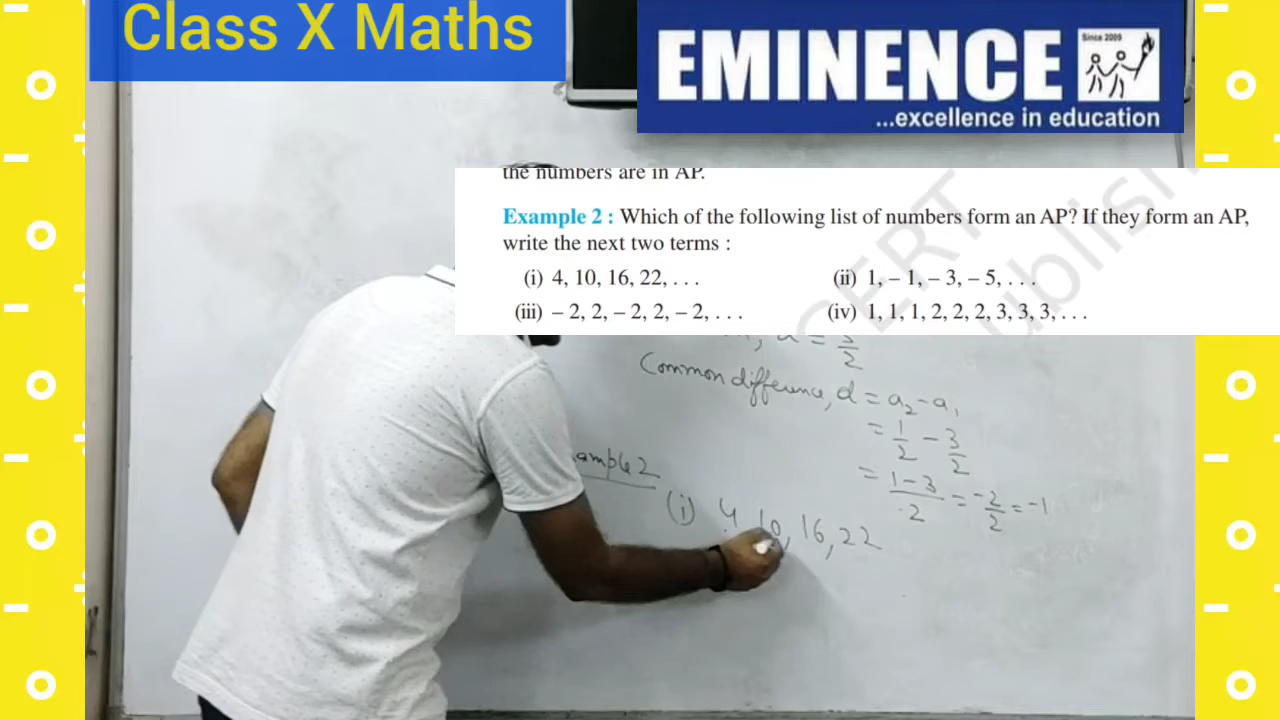 Class X Maths
EMINENCE
Since 2009
...excellence in education
the numbers are in AP.
Example 2 : Which of the following list of numbers form an AP? If they form an AP,
write the next two terms :
(i) 4, 10, 16, 22, . . .
(ii) 1, – 1, – 3, – 5, . . .
(iii) – 2, 2, – 2, 2, – 2, . . .
(iv) 1, 1, 1, 2, 2, 2, 3, 3, 3, . . .
= 3/2
Common difference, d = a₂ - a₁
= 1/2 - 3/2
= (1-3)/2 = -2/2 = -1
ample 2
(i) 4, 10, 16, 22